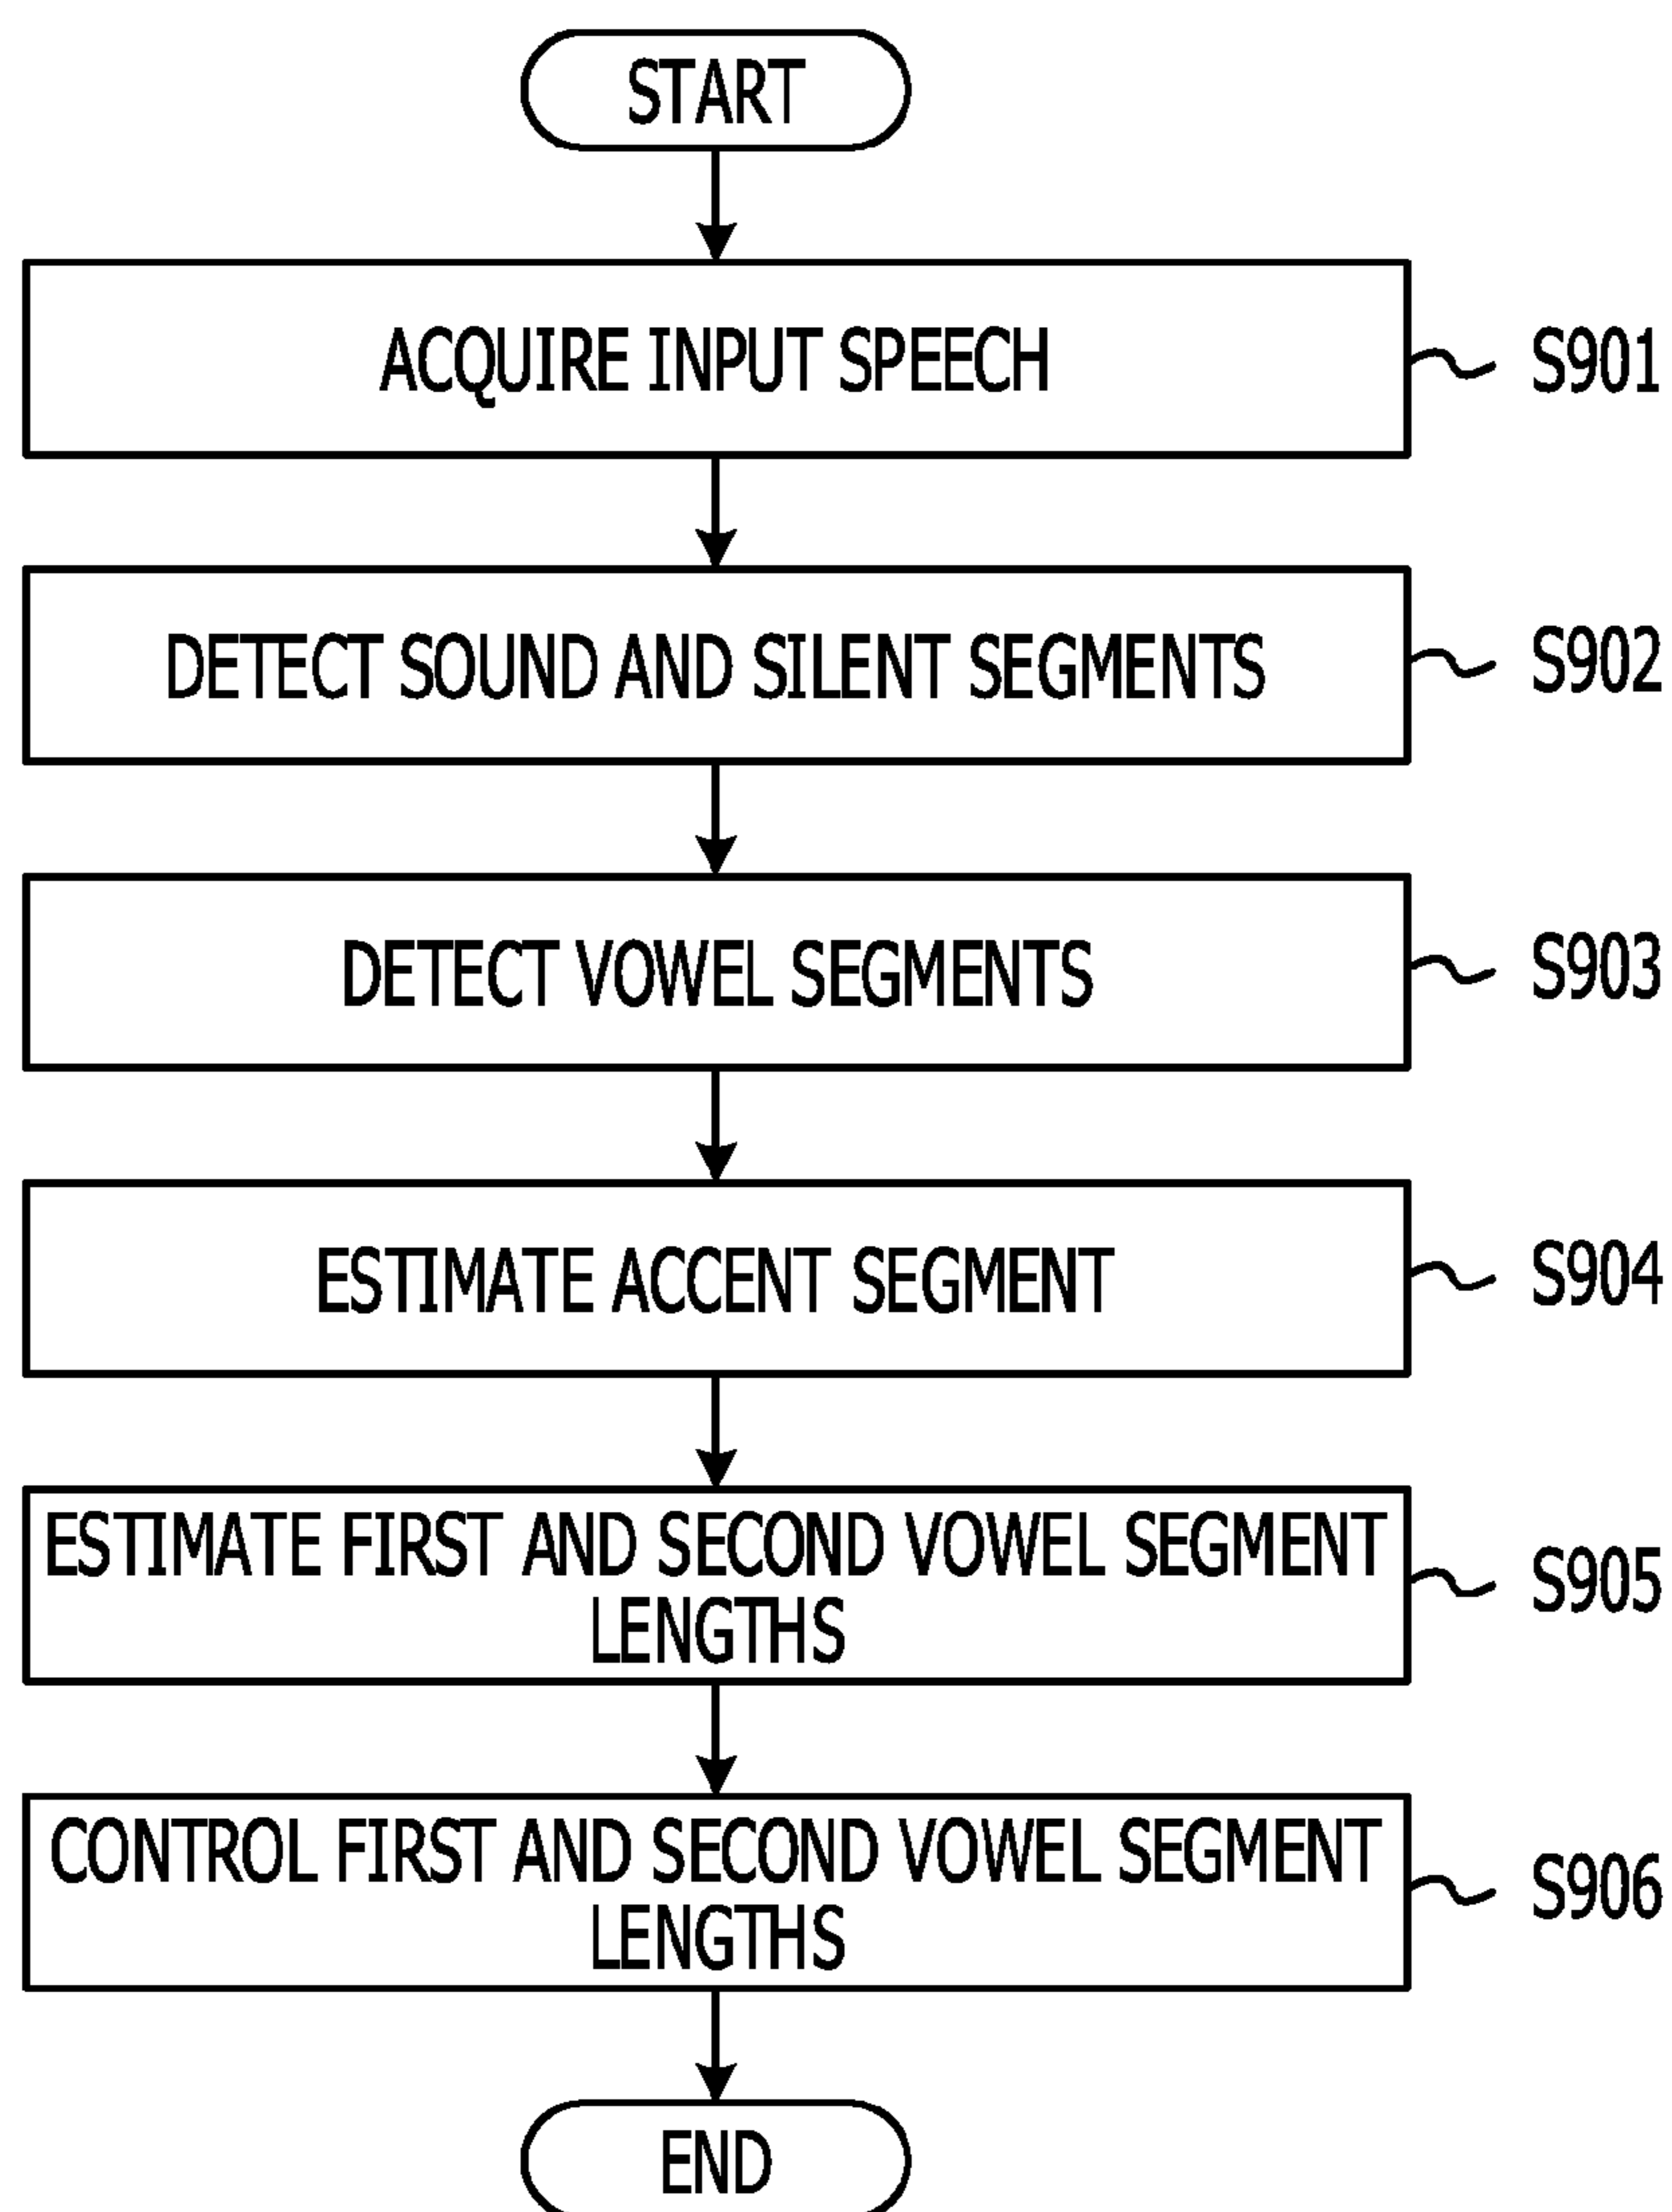 START
ACQUIRE INPUT SPEECH
S901
DETECT SOUND AND SILENT SEGMENTS
S902
DETECT VOWEL SEGMENTS
S903
ESTIMATE ACCENT SEGMENT
S904
ESTIMATE FIRST AND SECOND VOWEL SEGMENT
LENGTHS
S905
CONTROL FIRST AND SECOND VOWEL SEGMENT
LENGTHS
S906
END